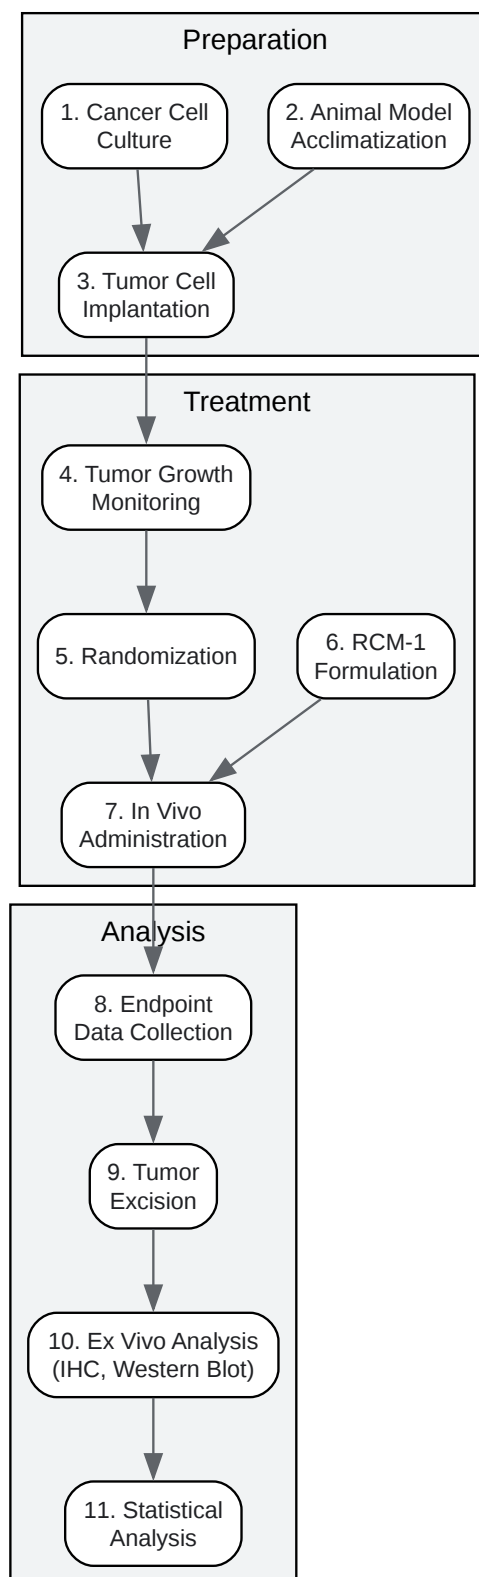 Preparation
1. Cancer Cell
Culture
2. Animal Model
Acclimatization
3. Tumor Cell
Implantation
Treatment
4. Tumor Growth
Monitoring
5. Randomization
6. RCM-1
Formulation
7. In Vivo
Administration
Analysis
8. Endpoint
Data Collection
9. Tumor
Excision
10. Ex Vivo Analysis
(IHC, Western Blot)
11. Statistical
Analysis